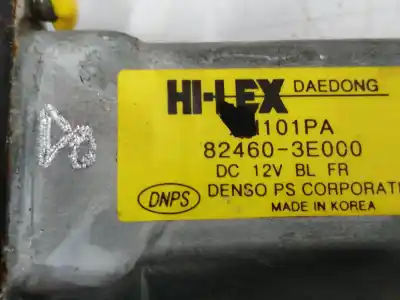 HI-LEX DAEDONG
101PA
82460-3E000
DC 12V BL FR
DNPS DENSO PS CORPORATI
MADE IN KOREA